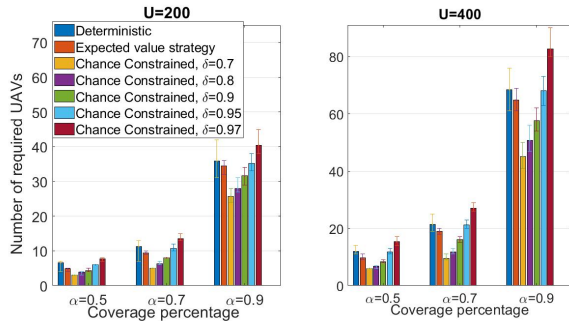 U=200
Number of required UAVs
70
60
50
40
30
20
10
0
Deterministic
Expected value strategy
Chance Constrained, δ=0.7
Chance Constrained, δ=0.8
Chance Constrained, δ=0.9
Chance Constrained, δ=0.95
Chance Constrained, δ=0.97
α=0.5 α=0.7 α=0.9
Coverage percentage
U=400
80
60
40
20
0
α=0.5 α=0.7 α=0.9
Coverage percentage